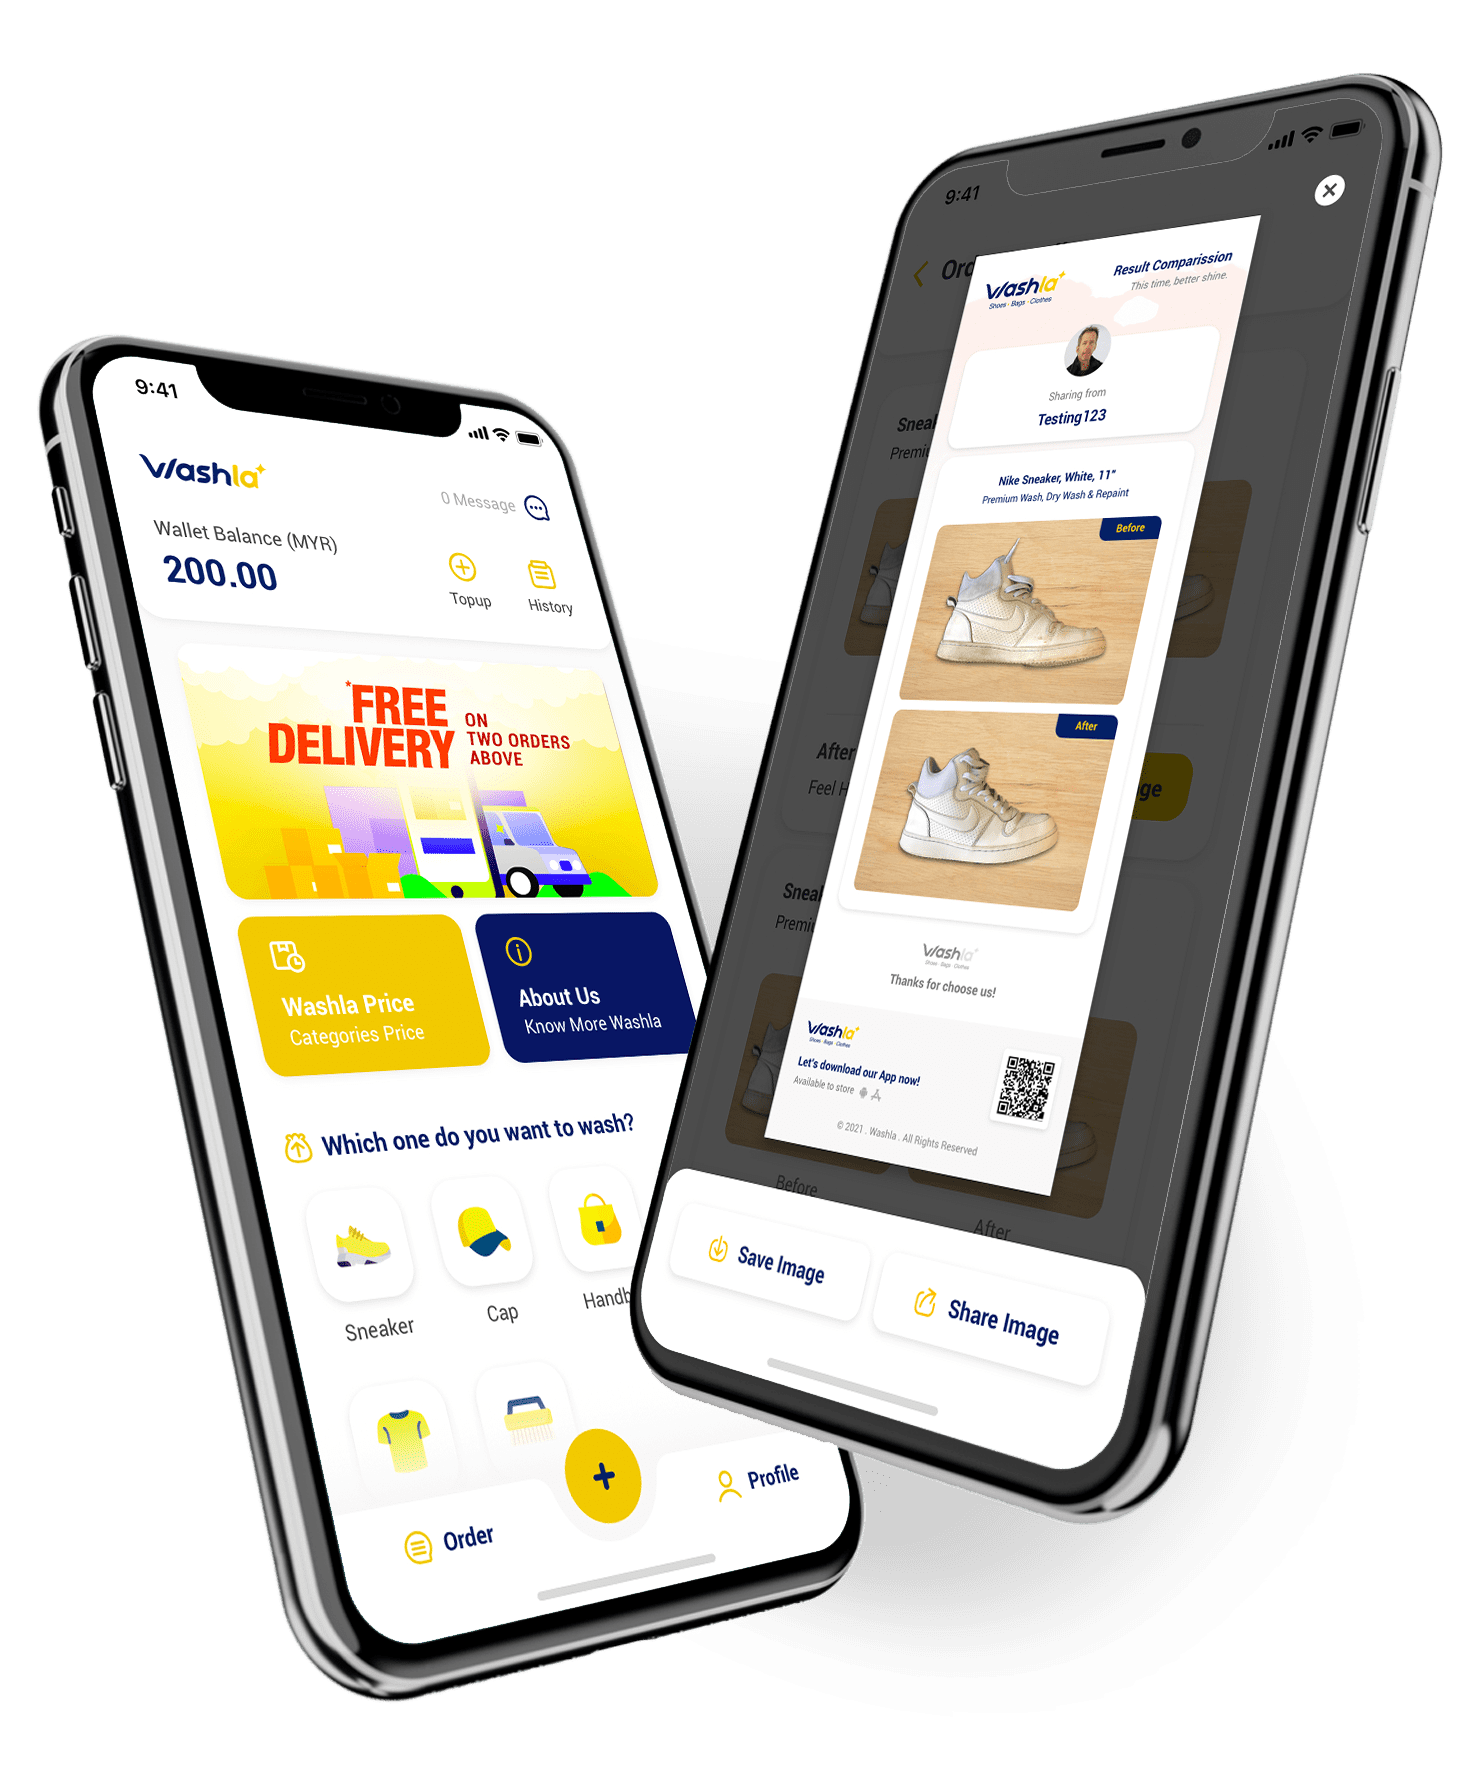 9:41
Washla
0 Message
Wallet Balance (MYR)
200.00
Topup
History
*FREE
DELIVERY
ON
TWO ORDERS
ABOVE
Washla Price
Categories Price
About Us
Know More Washla
Which one do you want to wash?
Sneaker
Cap
Handb
Order
+
Profile
9:41
Ord
Washla
Shoes · Bags · Clothes
Result Comparission
This time, better shine.
Sharing from
Testing123
Sneak
Premi
Nike Sneaker, White, 11"
Premium Wash, Dry Wash & Repaint
Before
After
After
Feel H
ge
Sneak
Premi
Washla
Shoes · Bags · Clothes
Thanks for choose us!
Washla
Shoes · Bags · Clothes
Let's download our App now!
Available to store
© 2021 . Washla . All Rights Reserved
Before
After
Save Image
Share Image